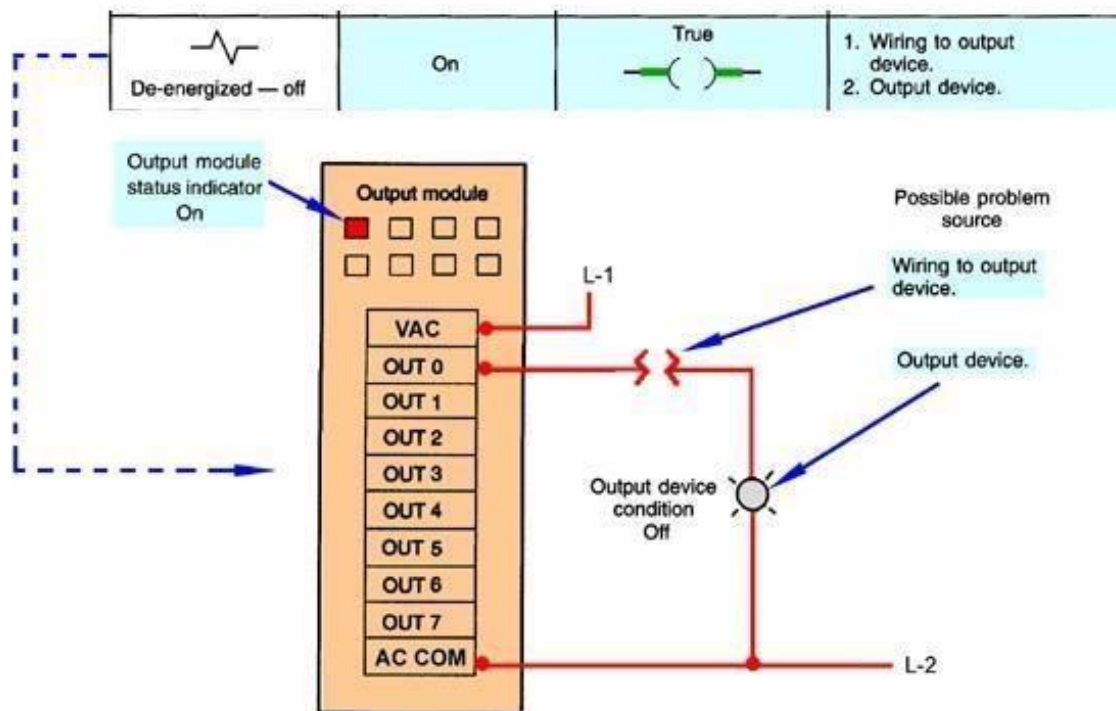 De-energized — off
On
True
1. Wiring to output
device.
2. Output device.
Output module
status indicator
On
Output module
Possible problem
source
L-1
Wiring to output
device.
VAC
OUT 0
Output device.
OUT 1
OUT 2
OUT 3
OUT 4
OUT 5
OUT 6
OUT 7
AC COM
Output device
condition
Off
L-2